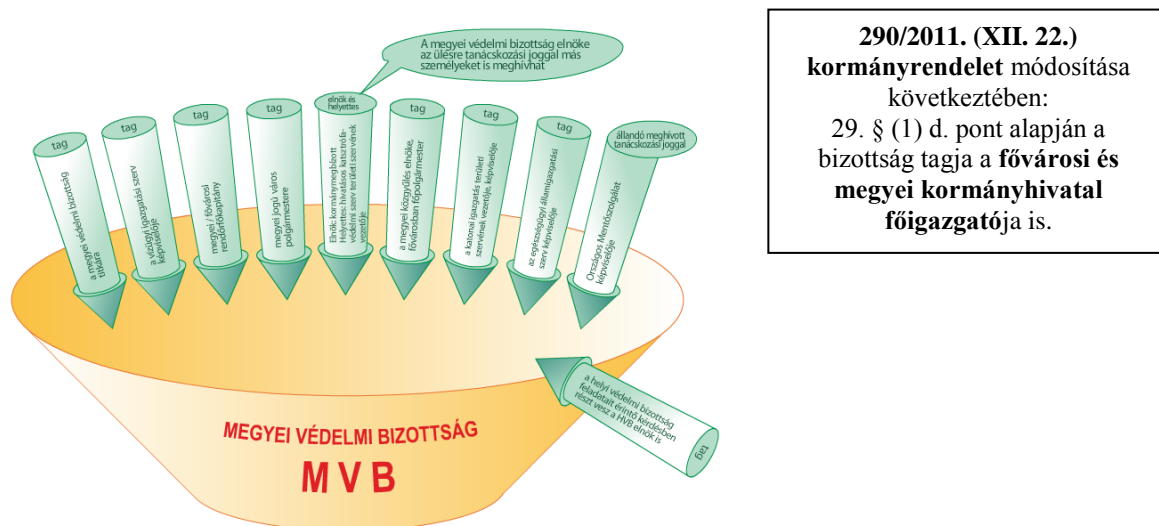 A megyei védelmi bizottság elnöke
az ülésre tanácskozási joggal más
személyeket is meghívhat
tag
a megyei védelmi bizottság
titkára
tag
a vízügyi igazgatási szerv
képviselője
tag
megyei / fővárosi
rendőrfőkapitány
tag
megyei jogú város
polgármestere
elnök és
helyettes
Elnök: kormánymegbízott
Helyettes: hivatásos katsztrófe-
védelmi szerv területi szervének
vezetője
tag
a megyei közgyűlés elnöke,
fővárosban főpolgármester
tag
a katonai igazgatás területi
szervének vezetője, képviselője
tag
az egészségügyi államigazgatási
szerv képviselője
állandó meghívott
tanácskozási joggal
Országos Mentőszolgálat
képviselője
a helyi védelmi bizottság
feladatait érintő kérdésben
részt vesz a HVB elnök is
tag
MEGYEI VÉDELMI BIZOTTSÁG
M V B
290/2011. (XII. 22.)
kormányrendelet módosítása
következtében:
29. § (1) d. pont alapján a
bizottság tagja a fővárosi és
megyei kormányhivatal
főigazgatója is.